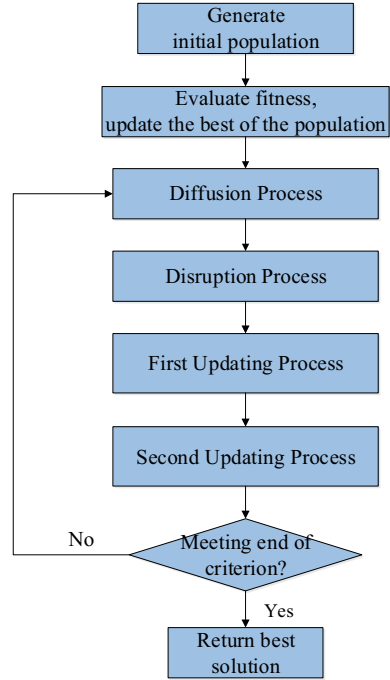 Generate
initial population
Evaluate fitness,
update the best of the population
Diffusion Process
Disruption Process
First Updating Process
Second Updating Process
Meeting end of
criterion?
No
Yes
Return best
solution